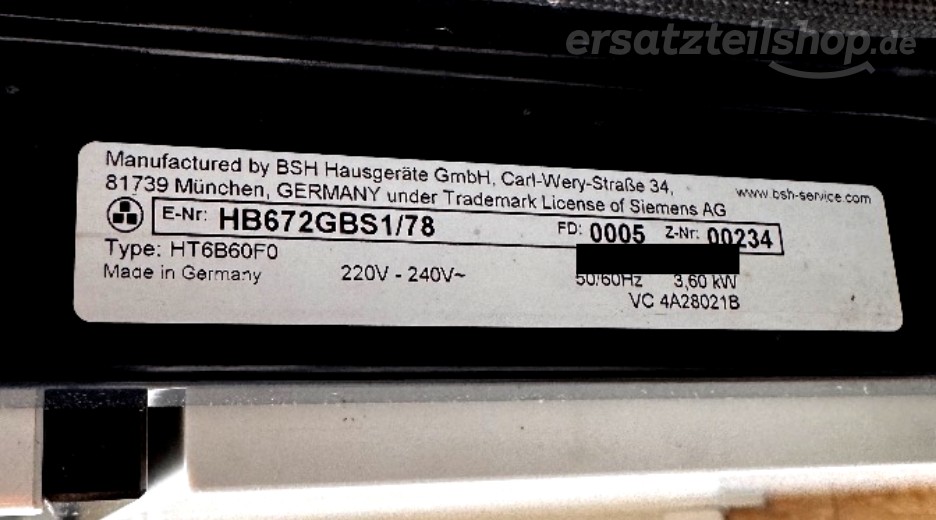 ersatzteilshop.de
Manufactured by BSH Hausgeräte GmbH, Carl-Wery-Straße 34,
81739 München, GERMANY under Trademark License of Siemens AG
www.bsh-service.com
E-Nr: HB672GBS1/78 FD: 0005 Z-Nr: 00234
Type: HT6B60F0
Made in Germany 220V - 240V~ 50/60Hz 3,60 kW
VC 4A28021B